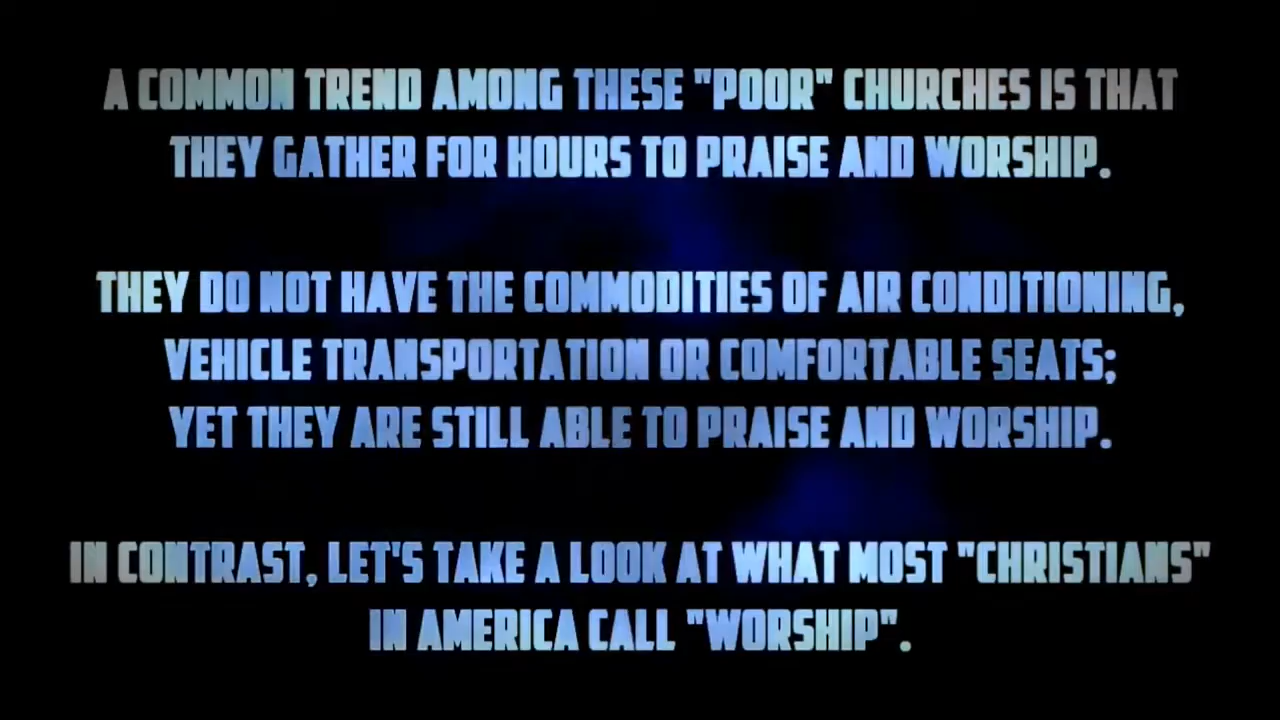 A COMMON TREND AMONG THESE "POOR" CHURCHES IS THAT
THEY GATHER FOR HOURS TO PRAISE AND WORSHIP.
THEY DO NOT HAVE THE COMMODITIES OF AIR CONDITIONING,
VEHICLE TRANSPORTATION OR COMFORTABLE SEATS;
YET THEY ARE STILL ABLE TO PRAISE AND WORSHIP.
IN CONTRAST, LET'S TAKE A LOOK AT WHAT MOST "CHRISTIANS"
IN AMERICA CALL "WORSHIP".